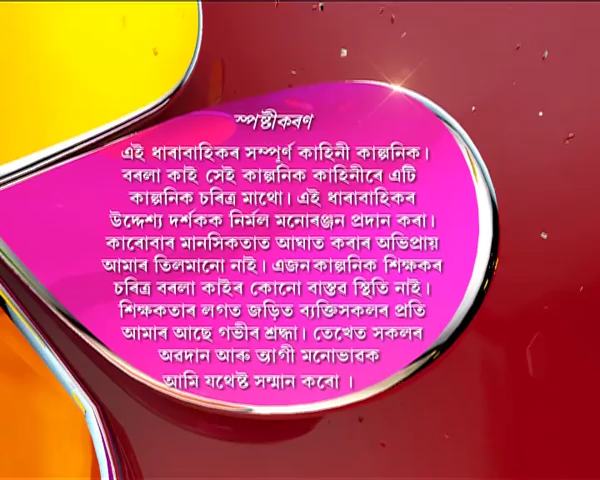 স্পষ্টীকৰণ
এই ধাৰাবাহিকৰ সম্পূৰ্ণ কাহিনী কাল্পনিক।
বৰলা কাই সেই কাল্পনিক কাহিনীৰে এটি
কাল্পনিক চৰিত্ৰ মাথো। এই ধাৰাবাহিকৰ
উদ্দেশ্য দৰ্শকক নিৰ্মল মনোৰঞ্জন প্ৰদান কৰা।
কাৰোবাৰ মানসিকতাত আঘাত কৰাৰ অভিপ্ৰায়
আমাৰ তিলমানো নাই। এজন কাল্পনিক শিক্ষকৰ
চৰিত্ৰ বৰলা কাইৰ কোনো বাস্তৱ স্থিতি নাই।
শিক্ষকতাৰ লগত জড়িত ব্যক্তিসকলৰ প্ৰতি
আমাৰ আছে গভীৰ শ্ৰদ্ধা। তেখেত সকলৰ
অৱদান আৰু ত্যাগী মনোভাৱক
আমি যথেষ্ট সন্মান কৰো ।